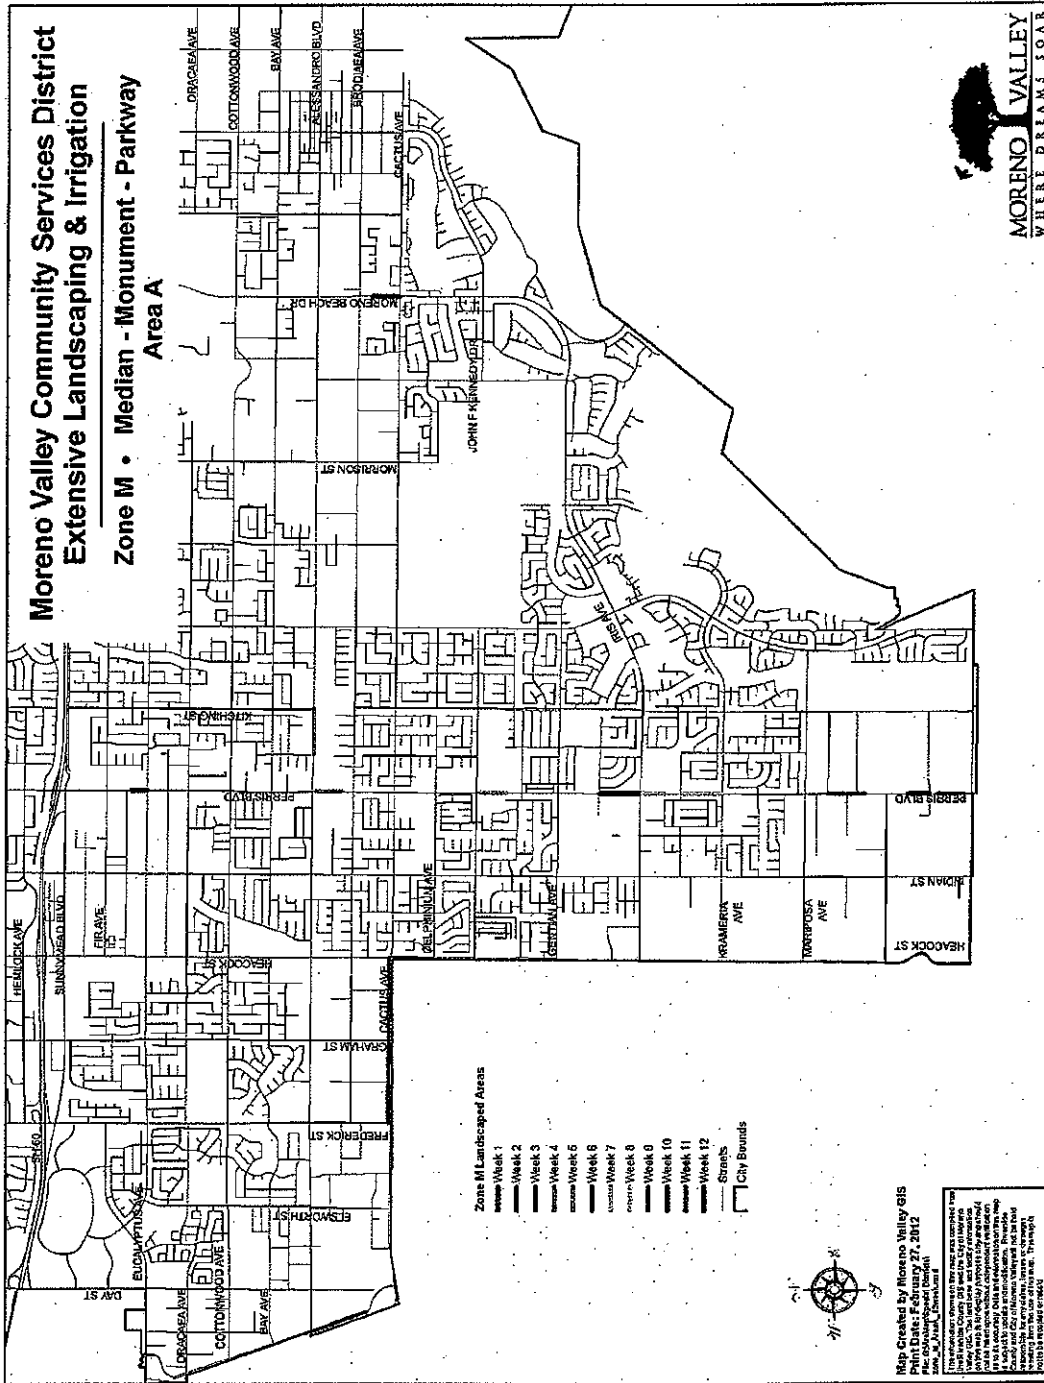 Moreno Valley Community Services District
Extensive Landscaping & Irrigation
Zone M • Median - Monument - Parkway
Area A
DRACAEA AVE
COTTONWOOD AVE
BAY AVE
ALESSANDRO BLVD
BRODIAEA AVE
CACTUS AVE
MORENO BEACH DR
JOHN F KENNEDY DR
MORRISON ST
IRIS AVE
KITCHING ST
PERRIS BLVD
PERRIS BLVD
INDIAN ST
HEACOCK ST
KRAMERIA
AVE
MARIPOSA
AVE
GENTIAN AVE
DELPHINIUM AVE
HEMLOCK AVE
SUNNYMEAD BLVD
FIR AVE
HEACOCK ST
CACTUS AVE
GRAHAM ST
FREDERICK ST
SH-60
ELSWORTH ST
EUCALYPTUS AVE
DAY ST
DRACAEA AVE
COTTONWOOD AVE
BAY AVE
Zone M Landscaped Areas
Week 1
Week 2
Week 3
Week 4
Week 5
Week 6
Week 7
Week 8
Week 9
Week 10
Week 11
Week 12
Streets
City Bounds
Map Created by Moreno Valley GIS
Print Date: February 27, 2012
MORENO VALLEY
WHERE DREAMS SOAR